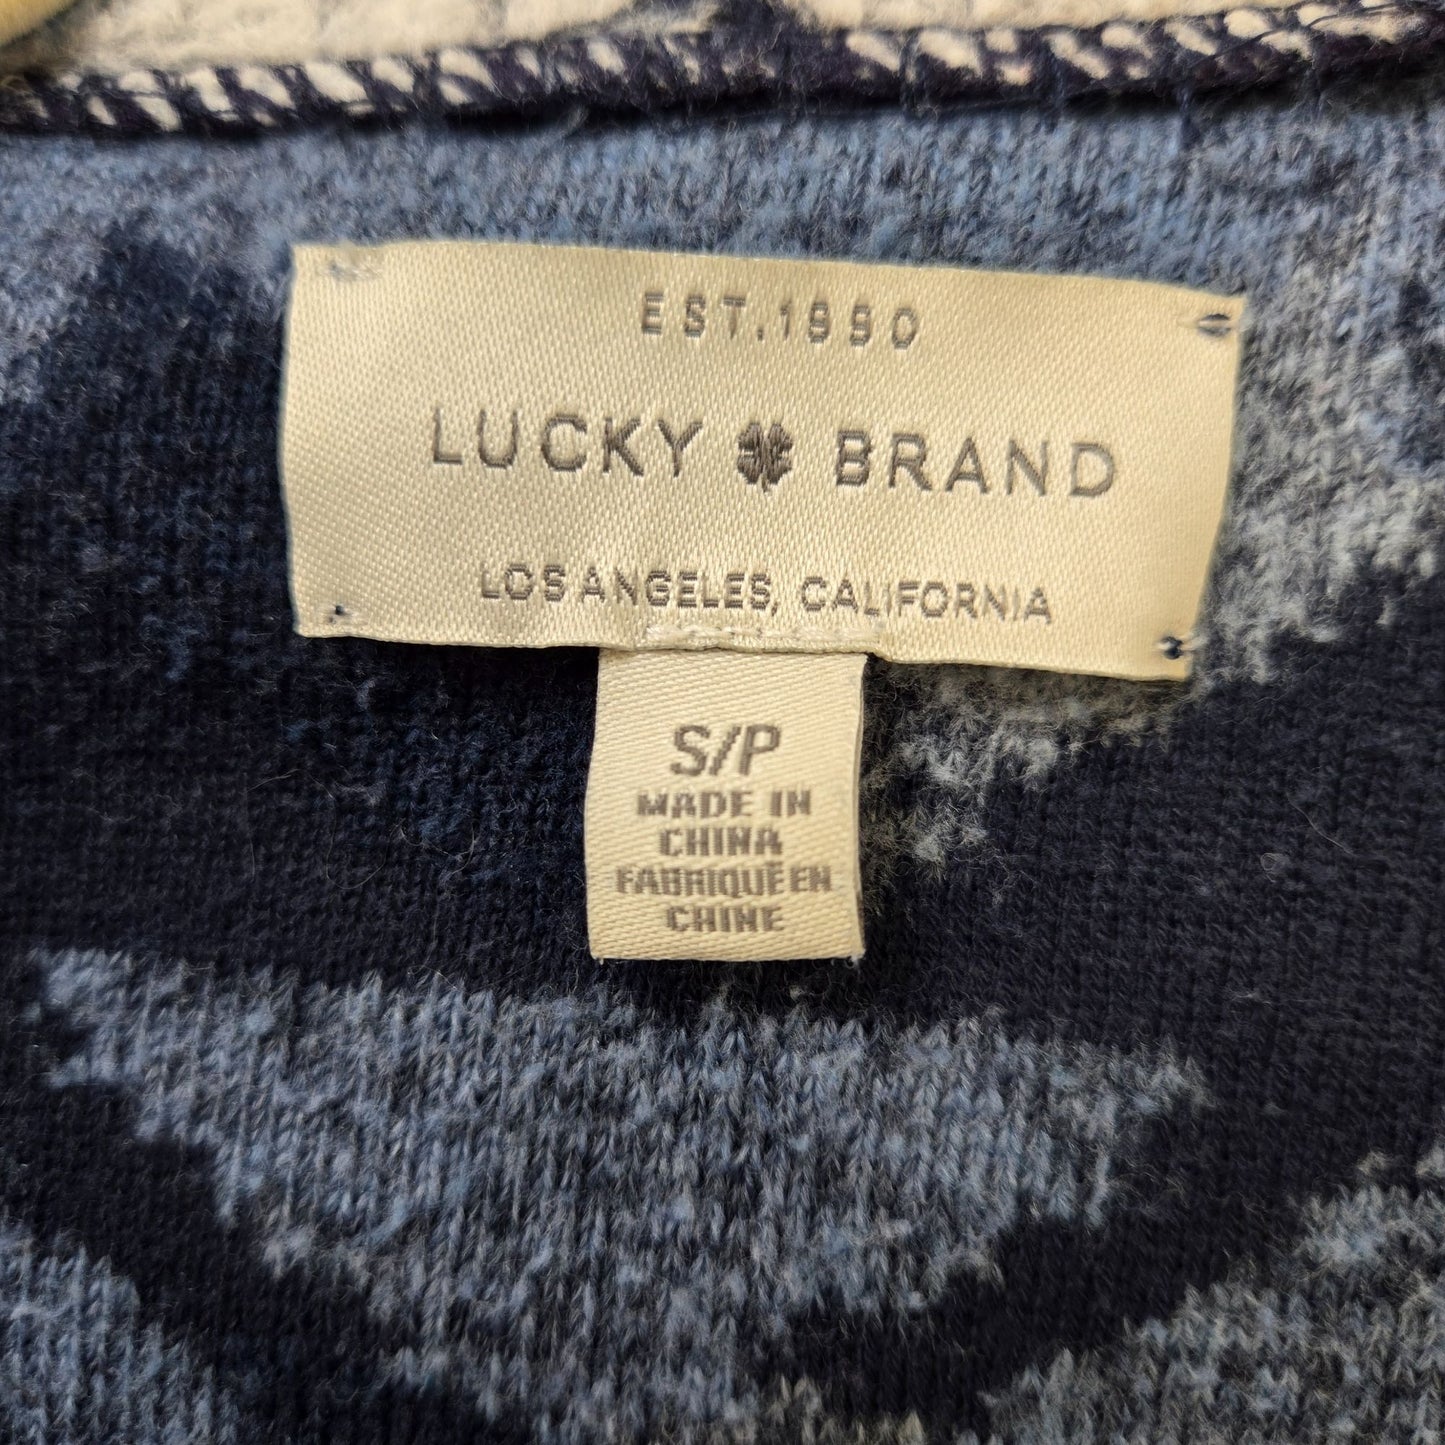 EST.1990
LUCKY BRAND
LOS ANGELES, CALIFORNIA
S/P
MADE IN
CHINA
FABRIQUÉ EN
CHINE